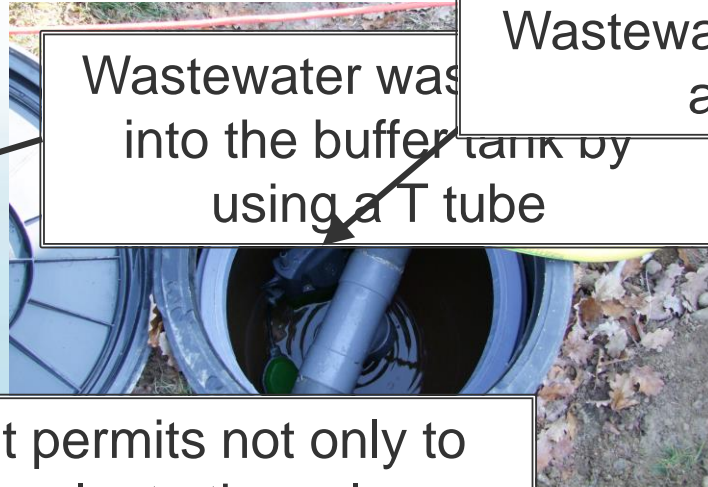 Wastewa
a
Wastewater was
into the buffer tank by
using a T tube
t permits not only to